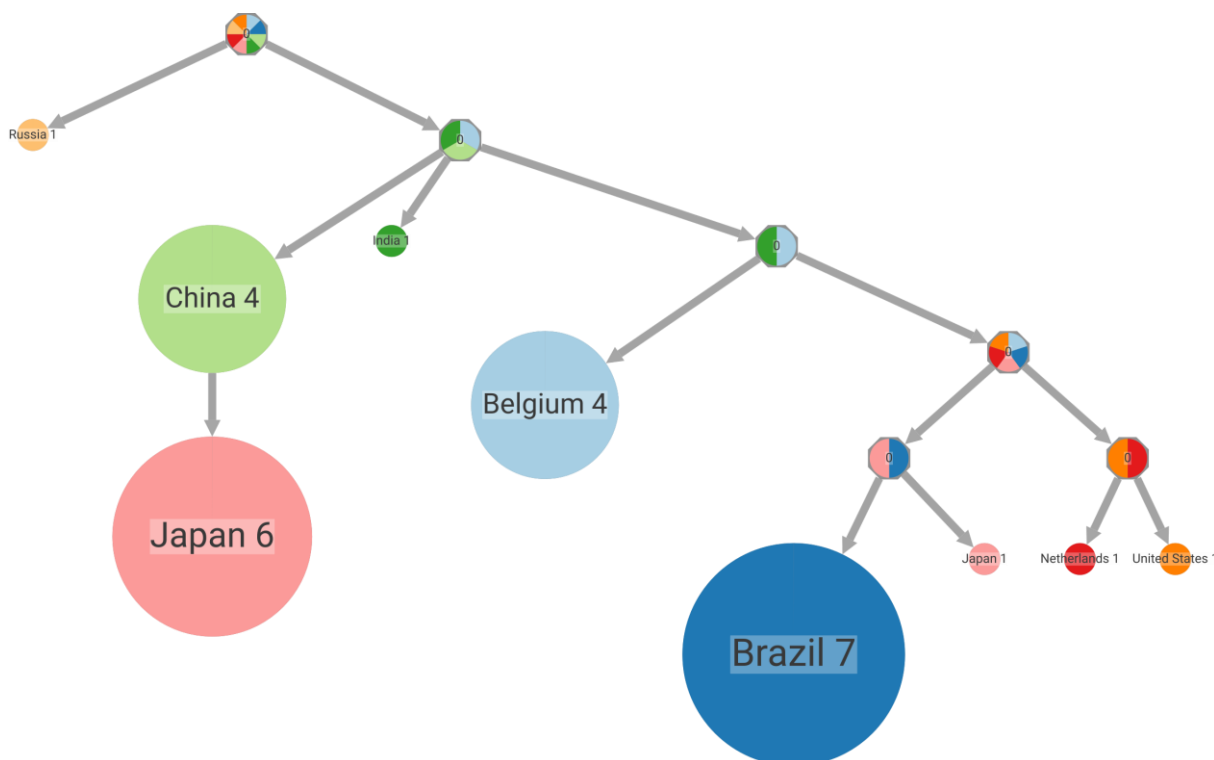 0
Russia 1
0
India 1
0
China 4
0
Belgium 4
0
0
Japan 6
Japan 1
Netherlands 1
United States
Brazil 7